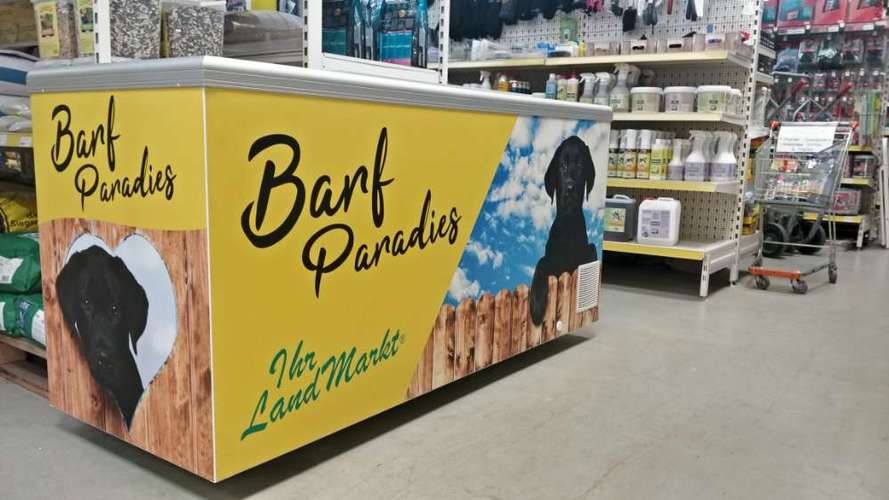 Barf
Paradies
Barf
Paradies
Ihr
LandMarkt®